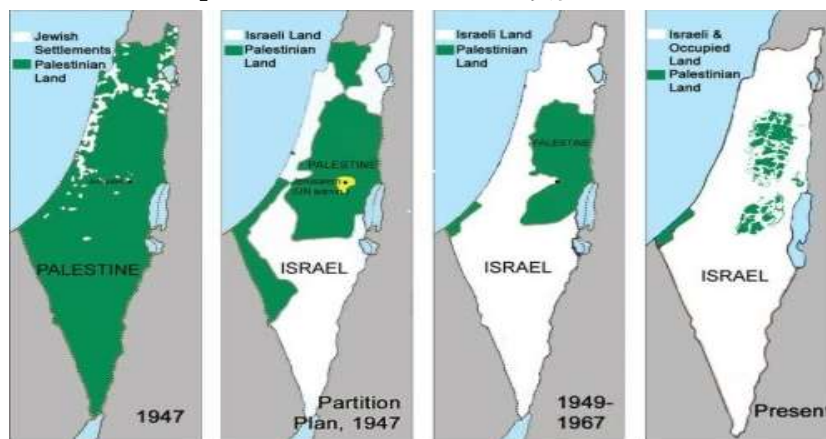 Jewish
Settlements
Palestinian
Land
PALESTINE
1947
Israeli Land
Palestinian
Land
PALESTINE
ISRAEL
Partition
Plan, 1947
Israeli Land
Palestinian
Land
PALESTINE
ISRAEL
1949-
1967
Israeli &
Occupied
Land
Palestinian
Land
ISRAEL
Present